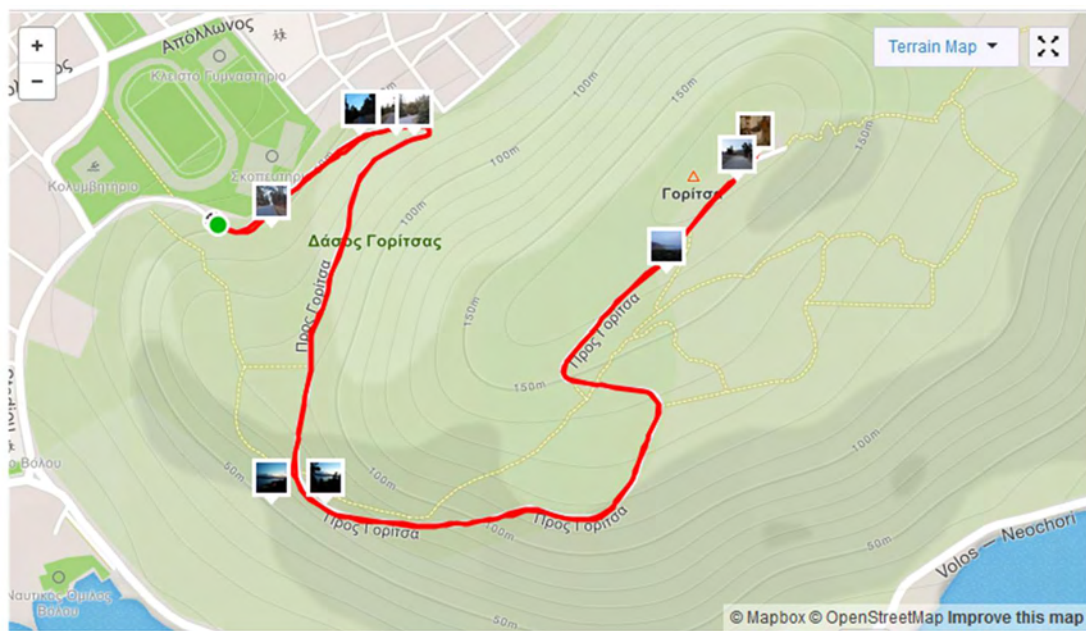 +
−
Απόλλωνος
Κλειστό Γυμναστήριο
Terrain Map
100m
150m
150m
100m
Σκοπευτήριο
Κολυμβητήριο
Γορίτσα
100m
Δάσος Γορίτσας
Προς Γορίτσα
150m
Προς Γορίτσα
150m
50m
100m
100m
Προς Γορίτσα
100m
Προς Γορίτσα
50m
Volos — Neochori
Ναυτικός Όμιλος
Βόλου
50m
© Mapbox © OpenStreetMap Improve this map